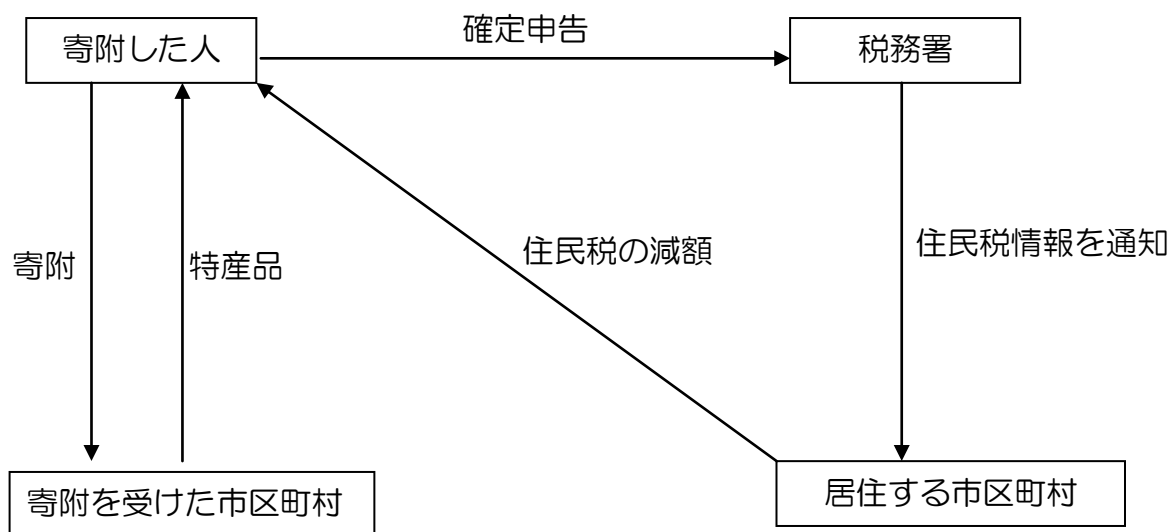 寄附した人
確定申告
税務署
寄附
特産品
住民税の減額
住民税情報を通知
寄附を受けた市区町村
居住する市区町村